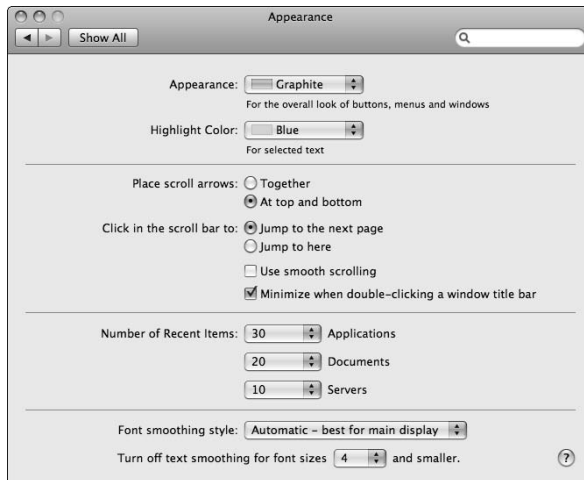 Appearance
Show All
Appearance: Graphite
For the overall look of buttons, menus and windows
Highlight Color: Blue
For selected text
Place scroll arrows: Together
At top and bottom
Click in the scroll bar to: Jump to the next page
Jump to here
Use smooth scrolling
Minimize when double-clicking a window title bar
Number of Recent Items: 30 Applications
20 Documents
10 Servers
Font smoothing style: Automatic – best for main display
Turn off text smoothing for font sizes 4 and smaller. ?